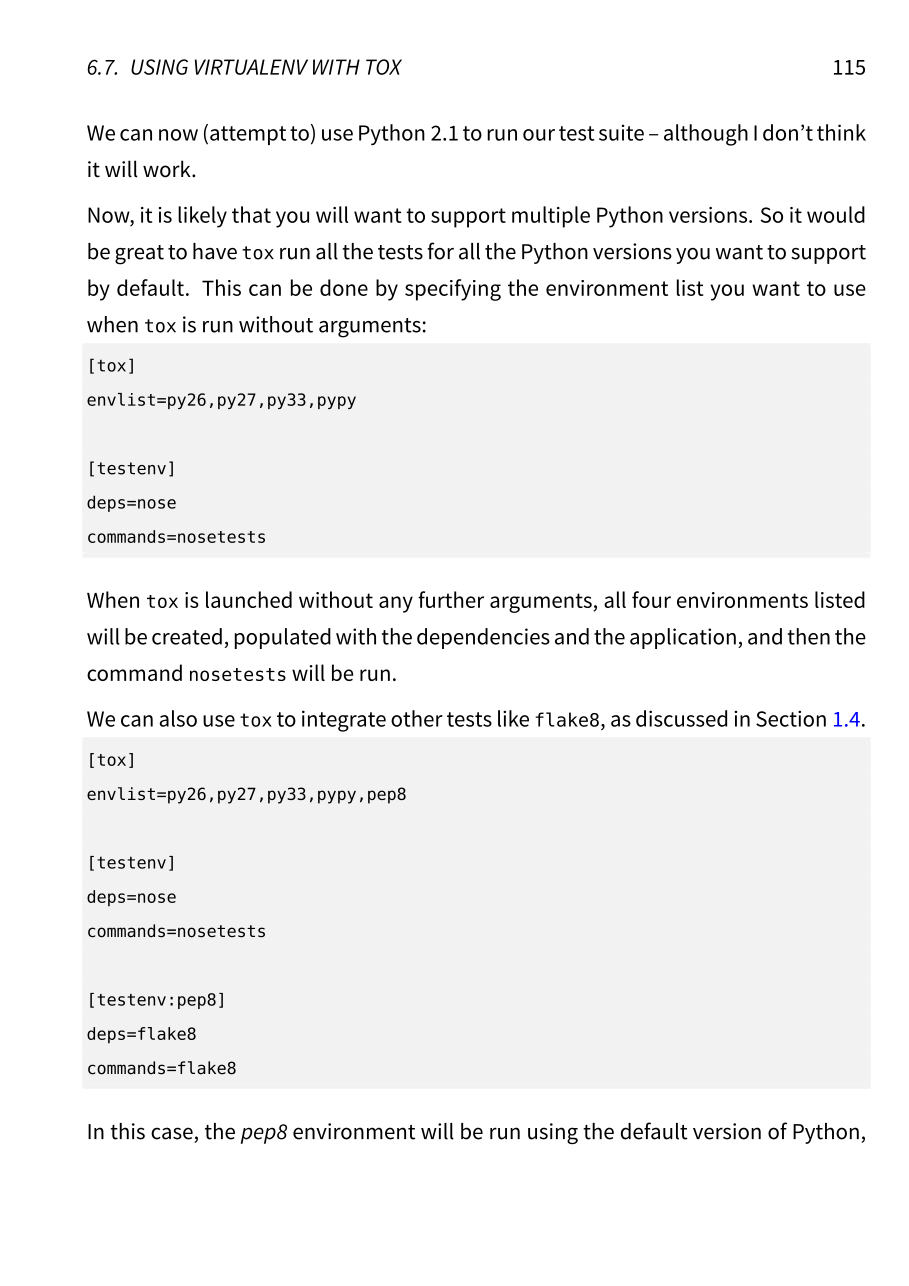 6.7. USING VIRTUALENV WITH TOX 115
We can now (attempt to) use Python 2.1 to run our test suite – although I don’t think
it will work.
Now, it is likely that you will want to support multiple Python versions. So it would
be great to have tox run all the tests for all the Python versions you want to support
by default. This can be done by specifying the environment list you want to use
when tox is run without arguments:
[tox]
envlist=py26,py27,py33,pypy
[testenv]
deps=nose
commands=nosetests
When tox is launched without any further arguments, all four environments listed
will be created, populated with the dependencies and the application, and then the
command nosetests will be run.
We can also use tox to integrate other tests like flake8, as discussed in Section 1.4.
[tox]
envlist=py26,py27,py33,pypy,pep8
[testenv]
deps=nose
commands=nosetests
[testenv:pep8]
deps=flake8
commands=flake8
In this case, the pep8 environment will be run using the default version of Python,